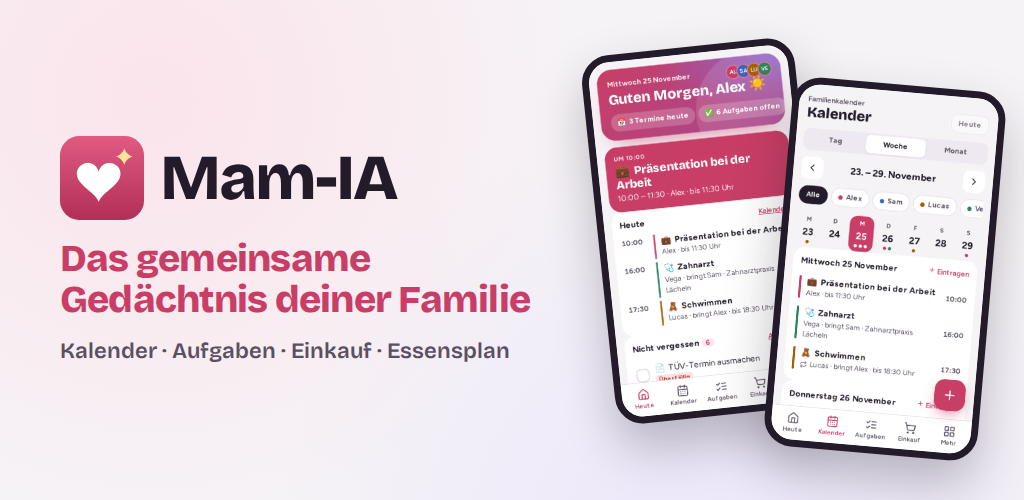 Mam-IA
Das gemeinsame
Gedächtnis deiner Familie
Kalender · Aufgaben · Einkauf · Essensplan
Mittwoch 25 November
Guten Morgen, Alex ☀️
📅 3 Termine heute
✅ 6 Aufgaben offen
UM 10:00
💼 Präsentation bei der
Arbeit
10:00 – 11:30 · Alex · bis 11:30 Uhr
Heute
10:00
💼 Präsentation bei der
Alex · bis 11:30 Uhr
16:00
🩺 Zahnarzt
Vega · bringt Sam · Zahnarztpraxis
Lächeln
17:30
🧸 Schwimmen
Lucas · bringt Alex · bis 18:30
Nicht vergessen 6
📄 TÜV-Termin ausmachen
Heute
Kalender
Aufgaben
Familienkalender
Kalender
Heute
Tag
Woche
Monat
23. – 29. November
Alle
Alex
Sam
Lucas
Ve
M D M D F S S
23 24 25 26 27 28 29
Mittwoch 25 November
+ Eintragen
💼 Präsentation bei der Arbeit
10:00
Alex · bis 11:30 Uhr
🩺 Zahnarzt
Vega · bringt Sam · Zahnarztpraxis
Lächeln
16:00
🧸 Schwimmen
Lucas · bringt Alex · bis 18:30 Uhr
17:30
Donnerstag 26 November
Heute
Kalender
Aufgaben
Einkauf
Mehr